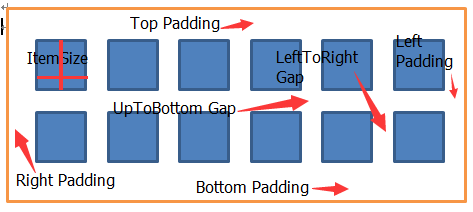 Top Padding
ItemSize
LeftToRight
Gap
Left
Padding
UpToBottom Gap
Right Padding
Bottom Padding